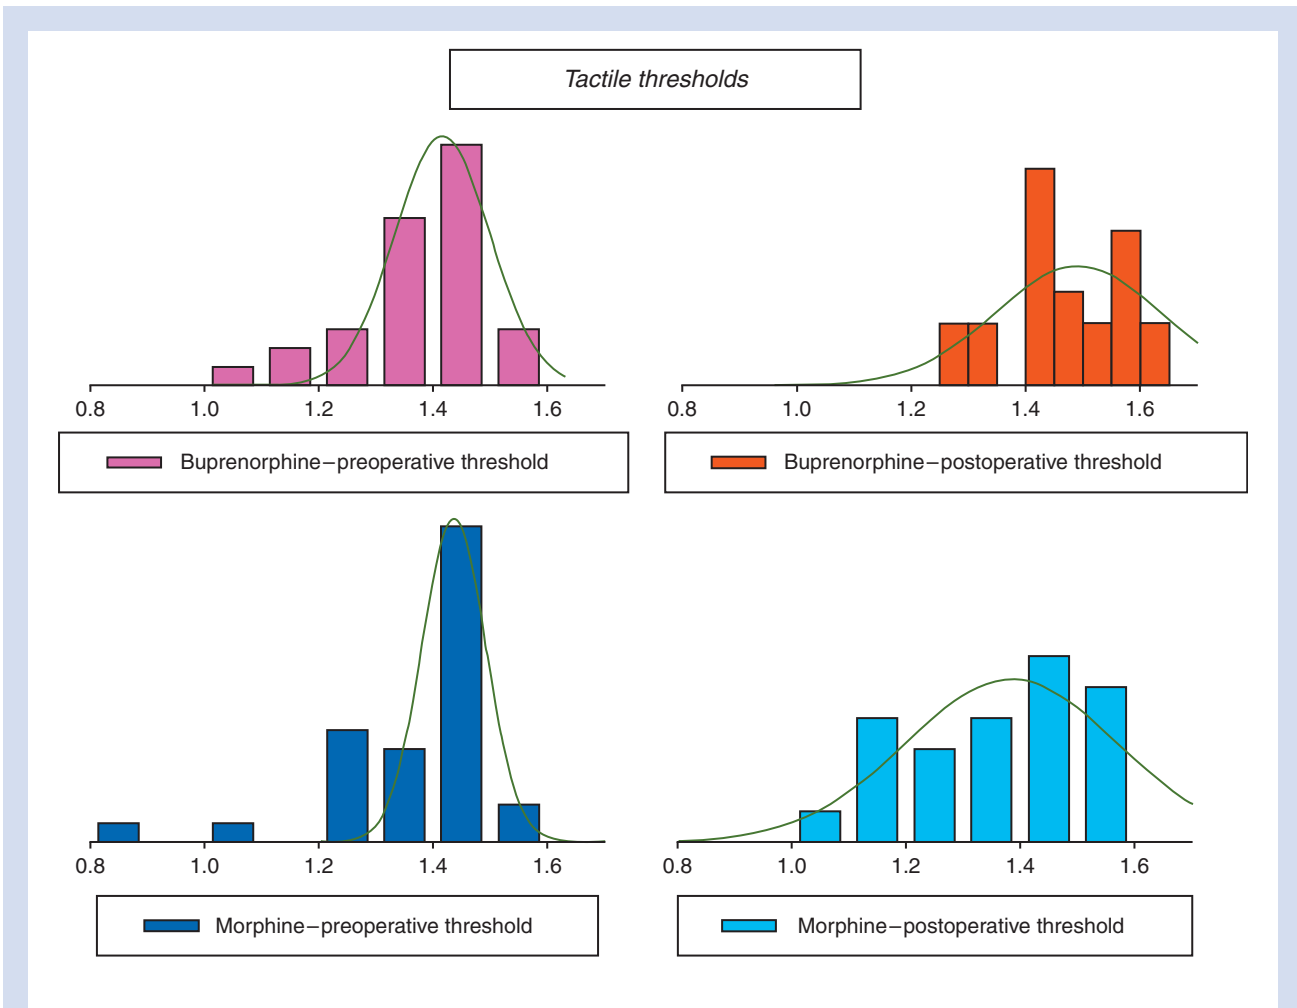 Tactile thresholds
0.8 1.0 1.2 1.4 1.6
0.8 1.0 1.2 1.4 1.6
Buprenorphine–preoperative threshold
Buprenorphine–postoperative threshold
0.8 1.0 1.2 1.4 1.6
0.8 1.0 1.2 1.4 1.6
Morphine–preoperative threshold
Morphine–postoperative threshold